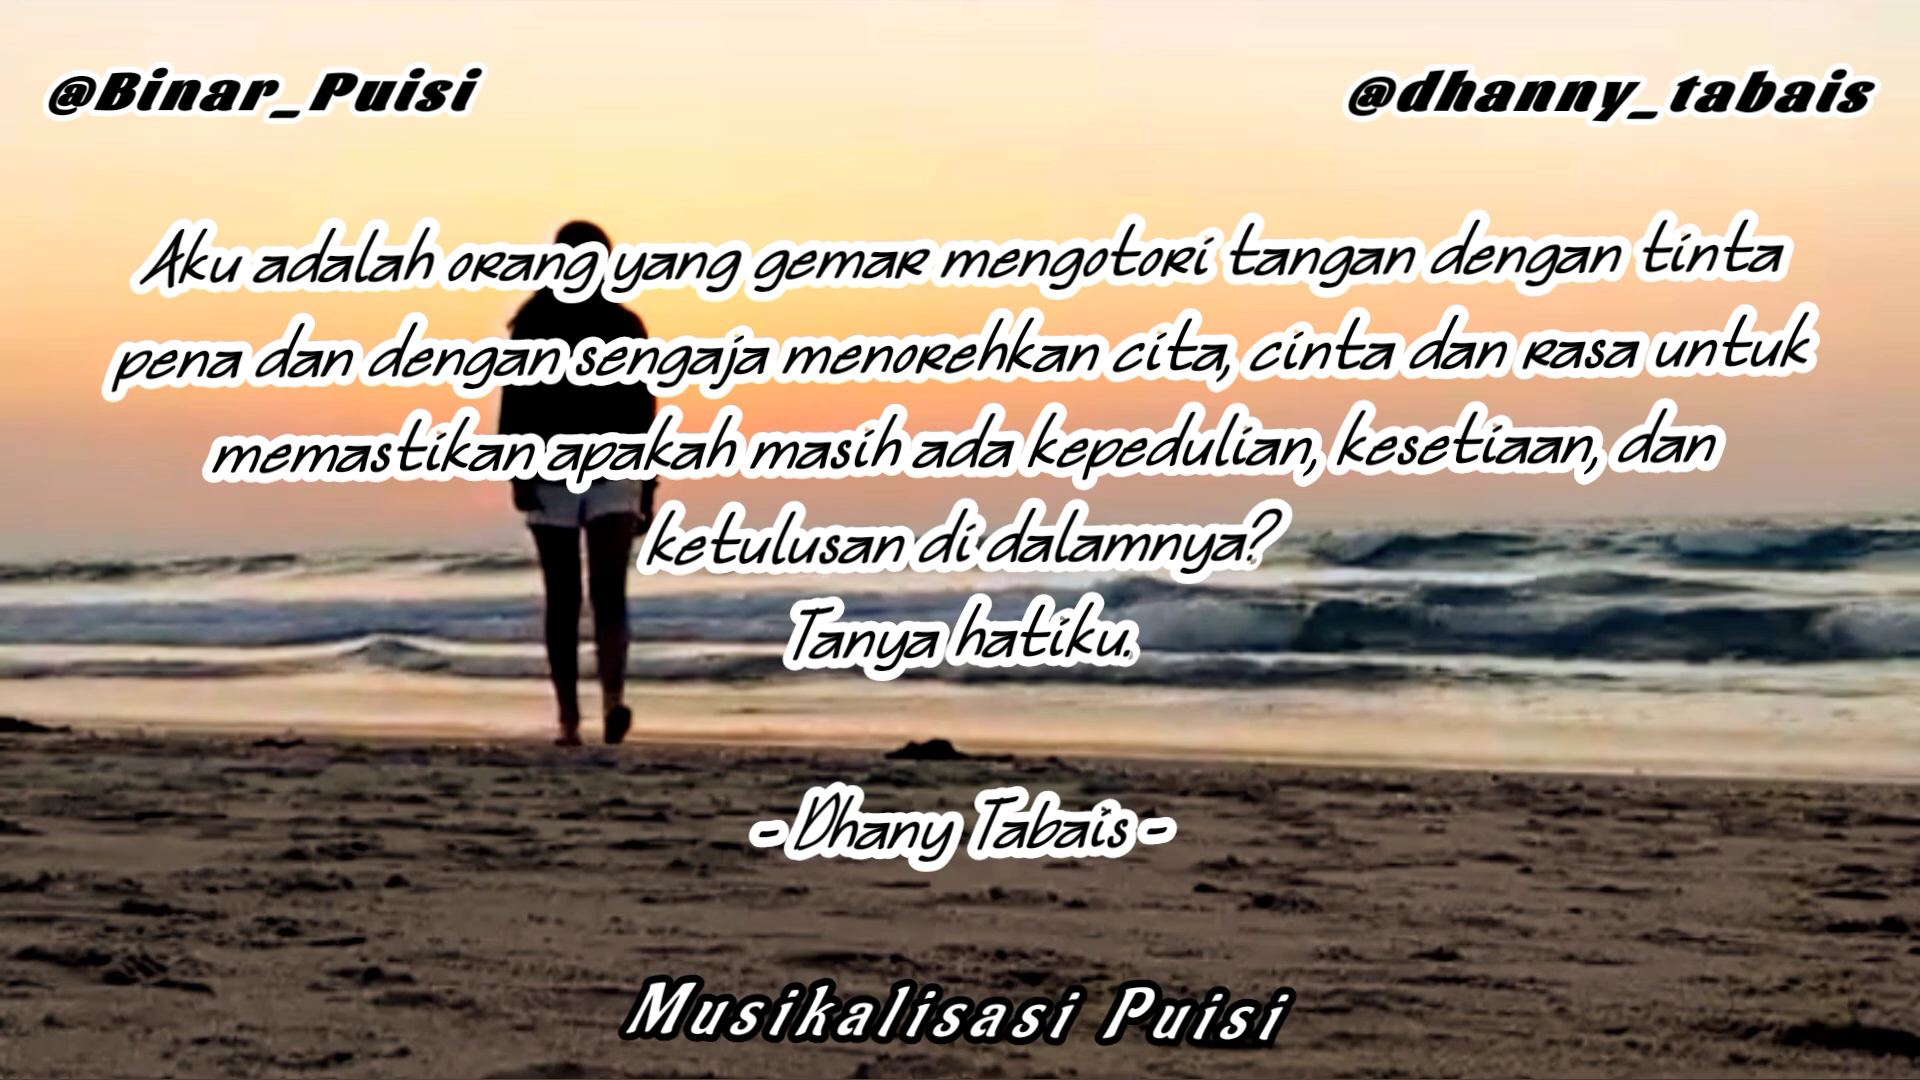 @Binar_Puisi
@dhanny_tabais
Aku adalah orang yang gemar mengotori tangan dengan tinta
pena dan dengan sengaja menorehkan cita, cinta dan rasa untuk
memastikan apakah masih ada kepedulian, kesetiaan, dan
ketulusan di dalamnya?
Tanya hatiku.
- Dhany Tabais -
Musikalisasi Puisi